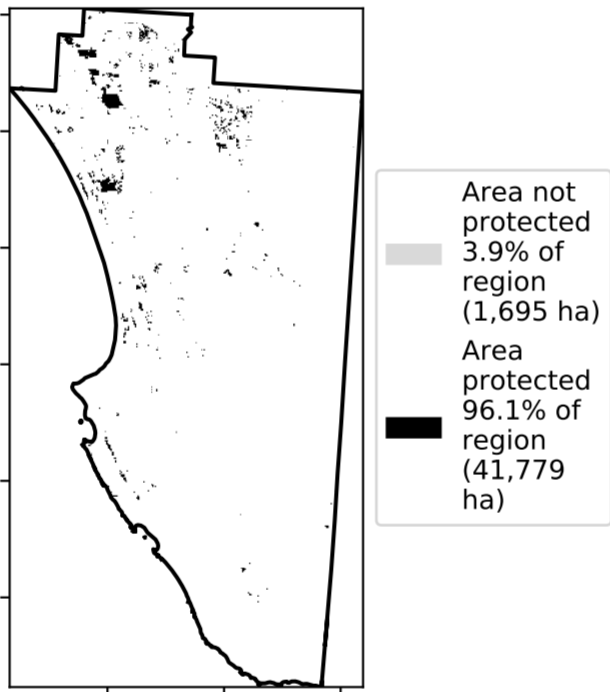 Area not
protected
3.9% of
region
(1,695 ha)
Area
protected
96.1% of
region
(41,779
ha)